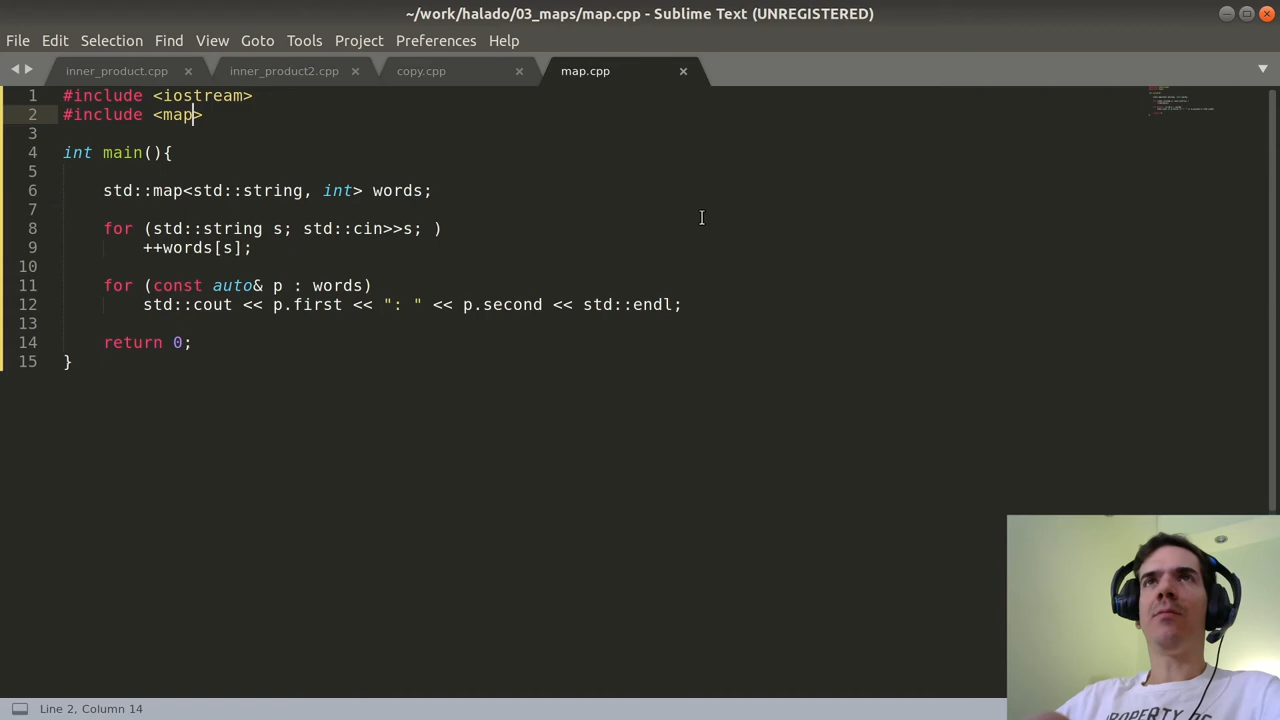 ~/work/halado/03_maps/map.cpp - Sublime Text (UNREGISTERED)
File Edit Selection Find View Goto Tools Project Preferences Help
inner_product.cpp inner_product2.cpp copy.cpp map.cpp
1 #include <iostream>
2 #include <map>
3
4 int main(){
5
6 std::map<std::string, int> words;
7
8 for (std::string s; std::cin>>s; )
9 ++words[s];
10
11 for (const auto& p : words)
12 std::cout << p.first << ": " << p.second << std::endl;
13
14 return 0;
15 }
PROPERTY OF
Line 2, Column 14